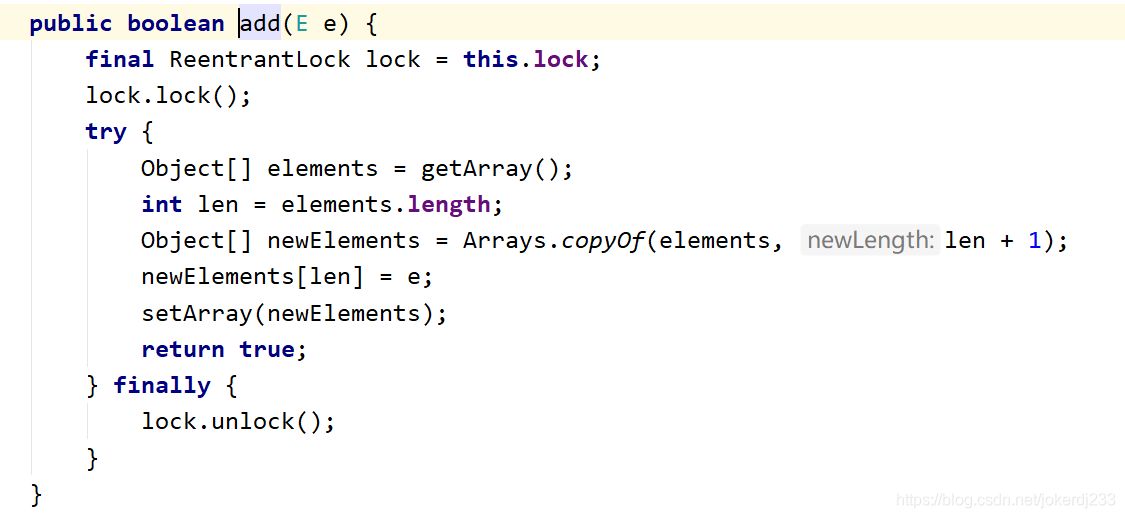 public boolean add(E e) {
    final ReentrantLock lock = this.lock;
    lock.lock();
    try {
        Object[] elements = getArray();
        int len = elements.length;
        Object[] newElements = Arrays.copyOf(elements, newLength: len + 1);
        newElements[len] = e;
        setArray(newElements);
        return true;
    } finally {
        lock.unlock();
    }
}
https://blog.csdn.net/jokerdj233